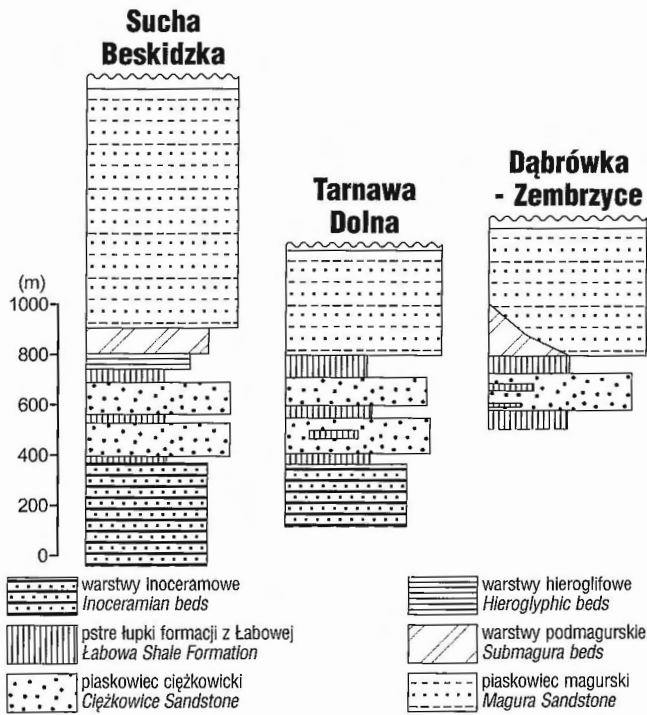 Sucha
Beskidzka
Tarnawa
Dolna
Dąbrówka
- Zembrzyce
(m)
1000
800
600
400
200
0
warstwy inoceramowe
Inoceramian beds
pstre łupki formacji z Łabowej
Łabowa Shale Formation
piaskowiec ciężkowicki
Ciężkowice Sandstone
warstwy hieroglifowe
Hieroglyphic beds
warstwy podmagurskie
Submagura beds
piaskowiec magurski
Magura Sandstone